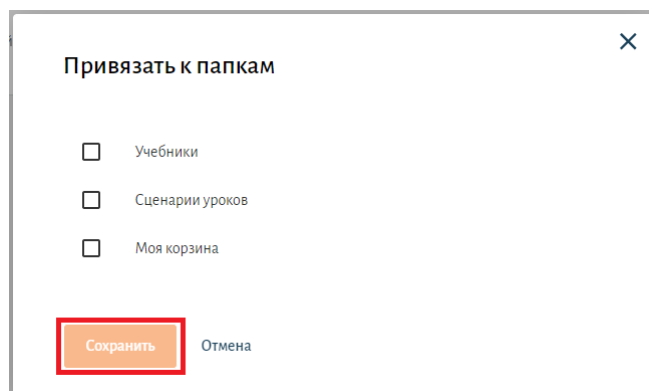 Привязать к папкам
Учебники
Сценарии уроков
Моя корзина
Сохранить
Отмена